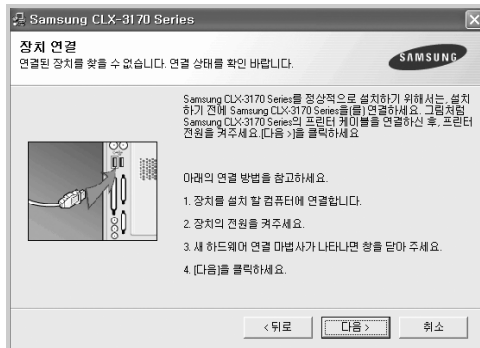 Samsung CLX-3170 Series
장치 연결
연결된 장치를 찾을 수 없습니다. 연결 상태를 확인 바랍니다.
SAMSUNG
Samsung CLX-3170 Series를 정상적으로 설치하기 위해서는, 설치
하기 전에 Samsung CLX-3170 Series을(를) 연결하세요. 그림처럼
Samsung CLX-3170 Series의 프린터 케이블을 연결하신 후, 프린터
전원을 켜주세요.[다음 >]을 클릭하세요
아래의 연결 방법을 참고하세요.
1. 장치를 설치 할 컴퓨터에 연결합니다.
2. 장치의 전원을 켜주세요.
3. 새 하드웨어 연결 마법사가 나타나면 창을 닫아 주세요.
4. [다음]을 클릭하세요.
< 뒤로
다음 >
취소